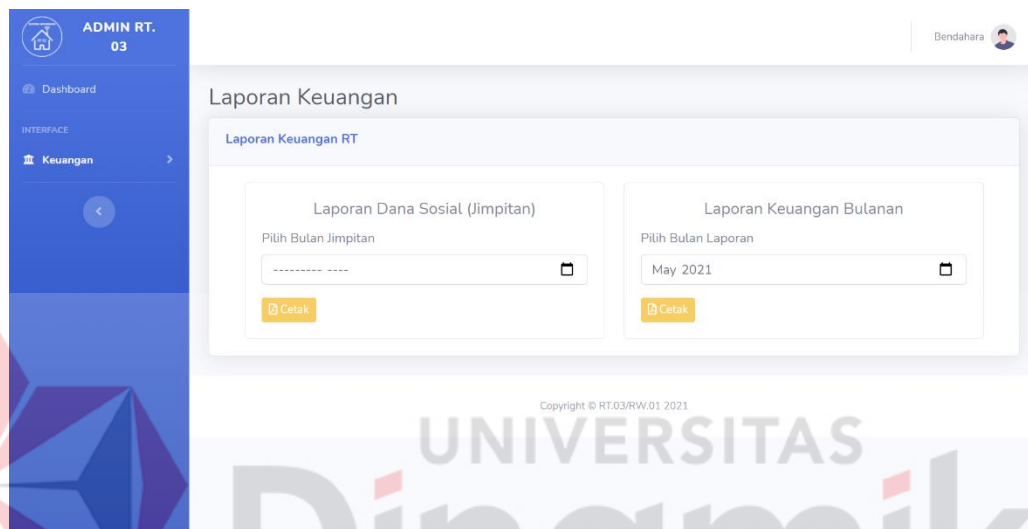 ADMIN RT.
03
Bendahara
Dashboard
INTERFACE
Keuangan
Laporan Keuangan
Laporan Keuangan RT
Laporan Dana Sosial (Jimpitan)
Pilih Bulan Jimpitan
--------- ----
Cetak
Laporan Keuangan Bulanan
Pilih Bulan Laporan
May 2021
Cetak
Copyright © RT.03/RW.01 2021
UNIVERSITAS
Dinamik